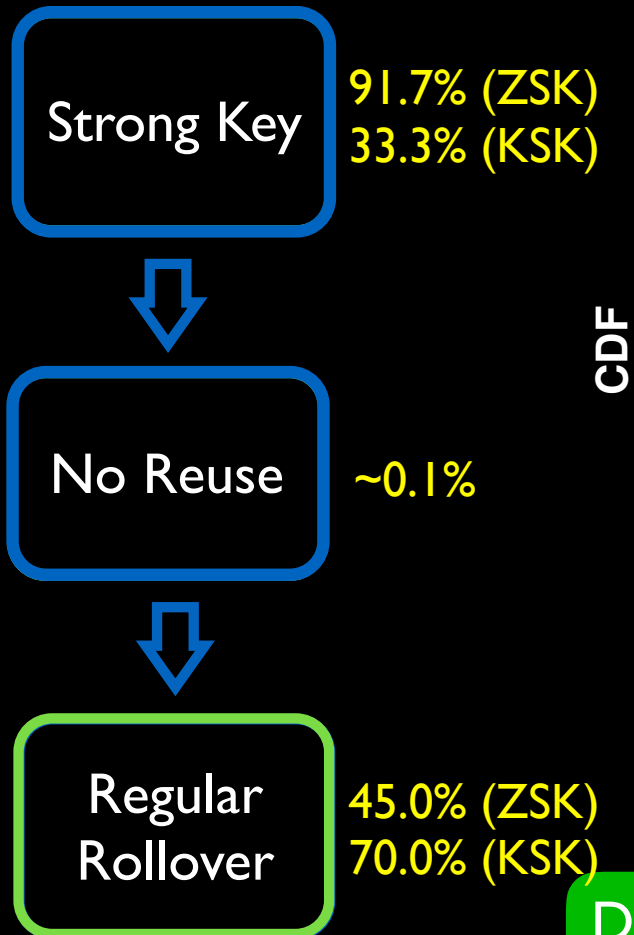 Strong Key
91.7% (ZSK)
33.3% (KSK)
CDF
No Reuse
~0.1%
Regular
Rollover
45.0% (ZSK)
70.0% (KSK)